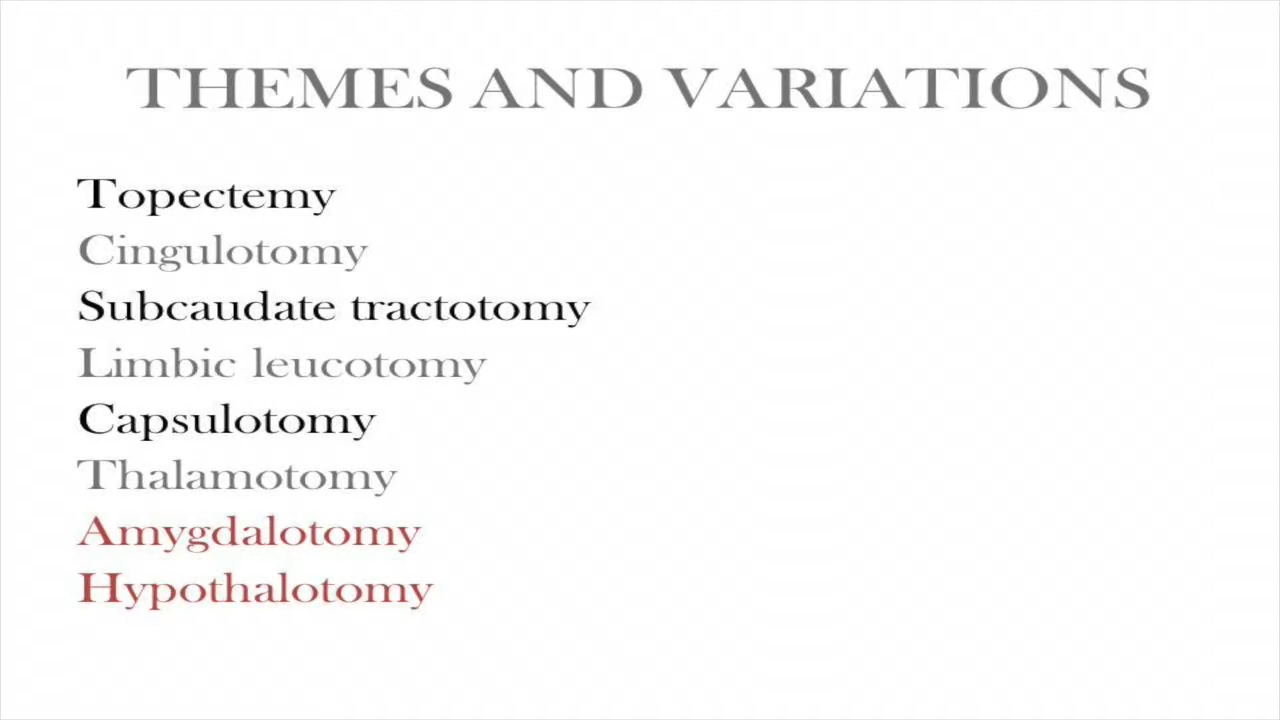 THEMES AND VARIATIONS
Topectemy
Cingulotomy
Subcaudate tractotomy
Limbic leucotomy
Capsulotomy
Thalamotomy
Amygdalotomy
Hypothalotomy